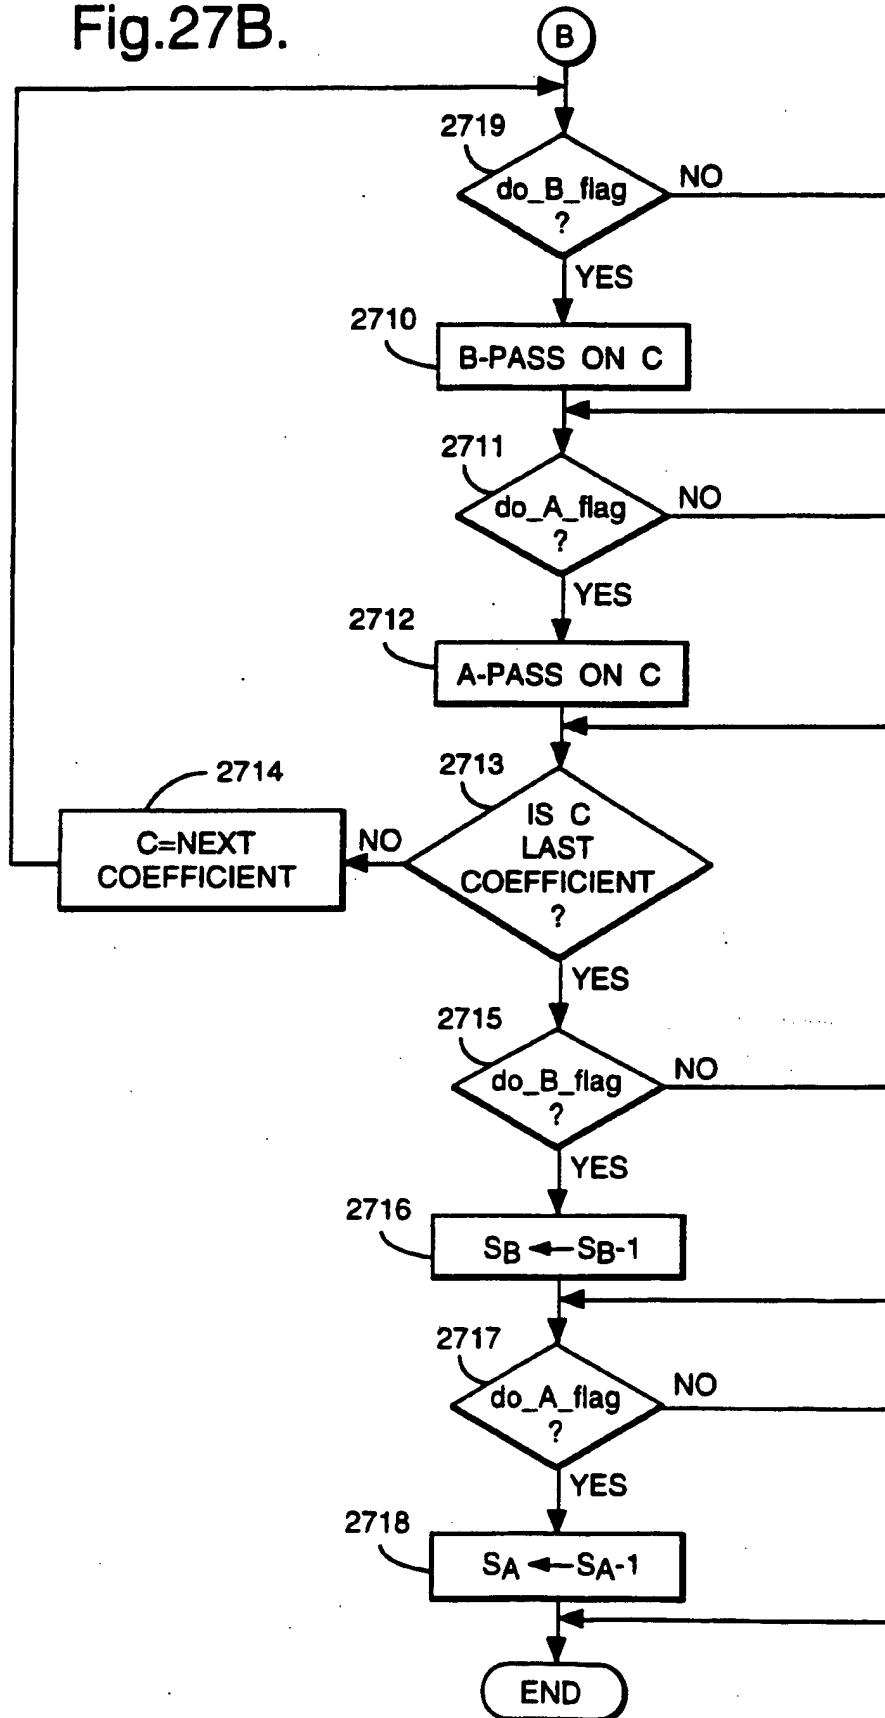 Fig.27B.
B
2719
do_B_flag
?
NO
YES
2710
B-PASS ON C
2711
do_A_flag
?
NO
YES
2712
A-PASS ON C
2713
IS C
LAST
COEFFICIENT
?
2714
C=NEXT
COEFFICIENT
NO
YES
2715
do_B_flag
?
NO
YES
2716
SB ← SB-1
2717
do_A_flag
?
NO
YES
2718
SA ← SA-1
END